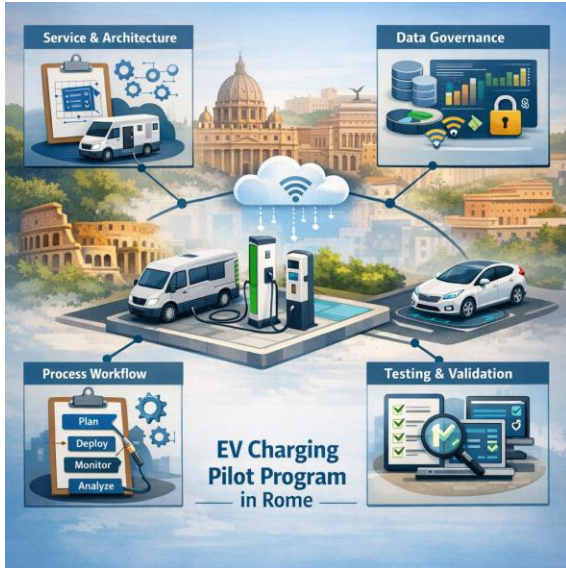 Service & Architecture
Data Governance
Process Workflow
Plan
Deploy
Monitor
Analyze
Testing & Validation
EV Charging
Pilot Program
in Rome